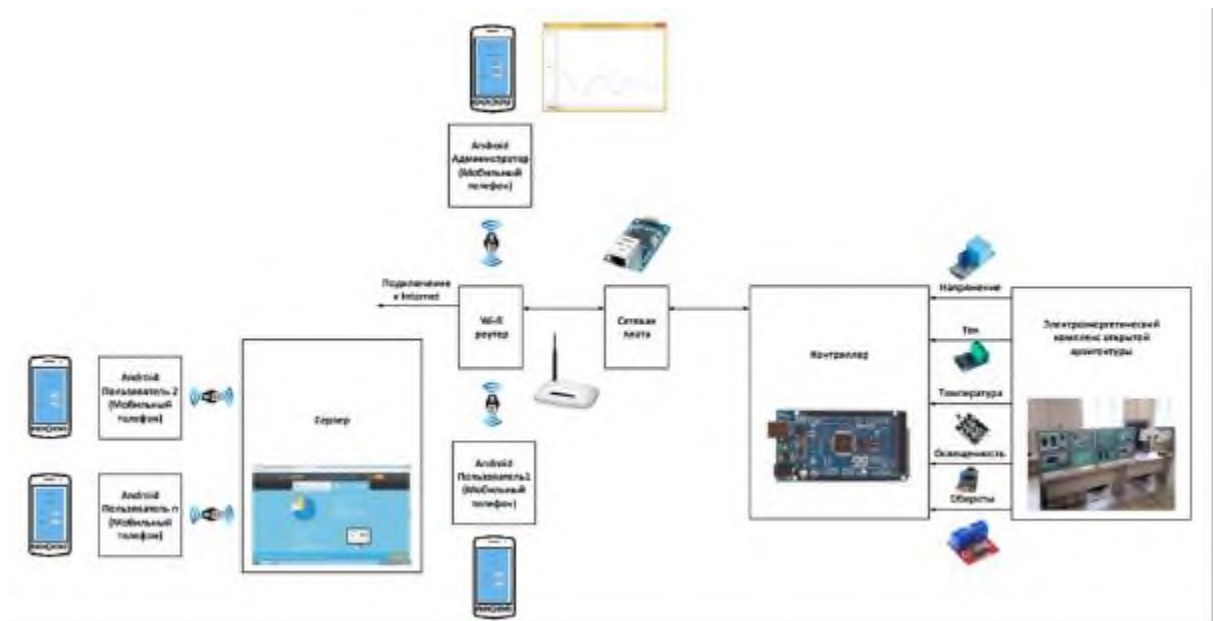 Android
Администратор
(Мобильный
телефон)
Подключение
к Internet
Wi-Fi
роутер
Сетевая
плата
Контроллер
Напряжение
Ток
Температура
Освещенность
Обороты
Электроэнергетический
комплекс открытой
архитектуры
Сервер
Android
Пользователь 2
(Мобильный
телефон)
Android
Пользователь n
(Мобильный
телефон)
Android
Пользователь1
(Мобильный
телефон)